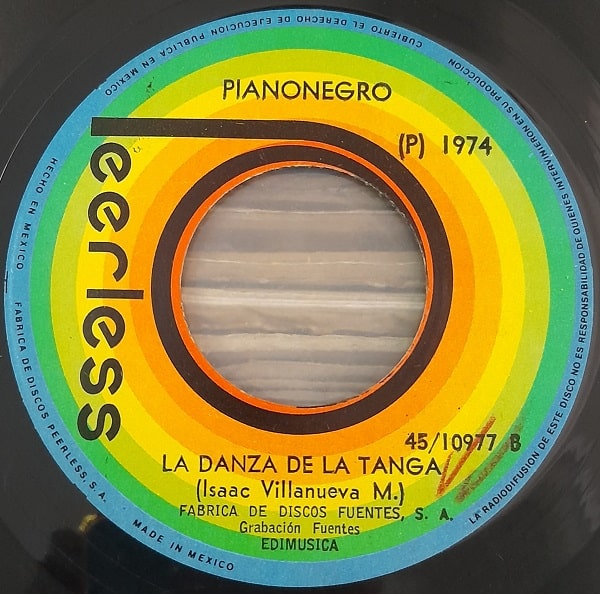 CUBIERTO EL DERECHO DE EJECUCION PUBLICA EN MEXICO
PIANONEGRO
(P) 1974
Peerless
45/10977 B
LA DANZA DE LA TANGA
(Isaac Villanueva M.)
FABRICA DE DISCOS FUENTES, S. A.
Grabación Fuentes
EDIMUSICA
HECHO EN MEXICO
FABRICA DE DISCOS PEERLESS, S. A.
MADE IN MEXICO
LA RADIODIFUSION DE ESTE DISCO NO ES RESPONSABILIDAD DE QUIENES INTERVINIERON EN SU PRODUCCION